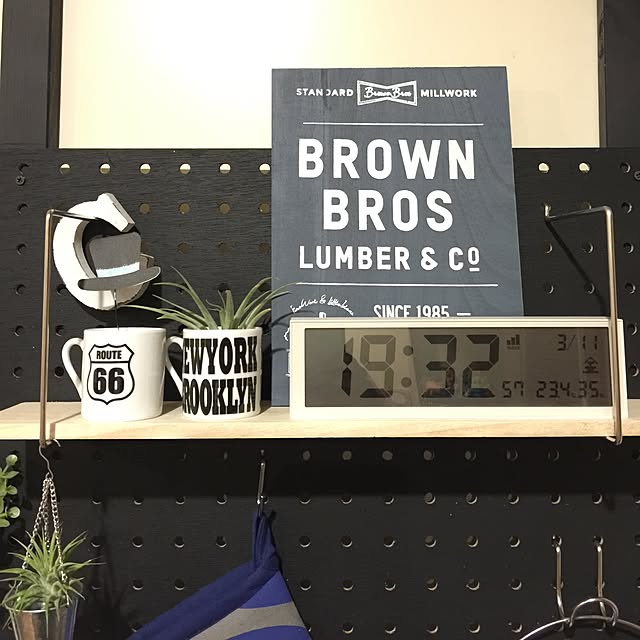 STANDARD Brown Bros MILLWORK
BROWN
BROS
LUMBER & CO
SINCE 1985
ROUTE
66
EWYORK
ROOKLYN
19:32 57
3/11
23.4 35